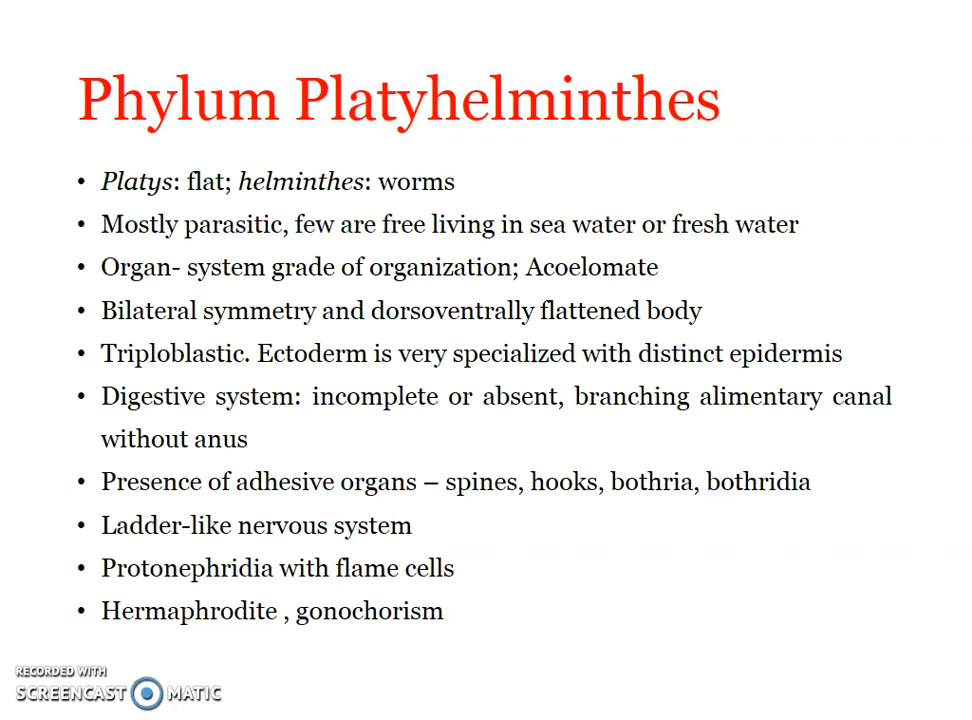 Phylum Platyhelminthes
• Platys: flat; helminthes: worms
• Mostly parasitic, few are free living in sea water or fresh water
• Organ- system grade of organization; Acoelomate
• Bilateral symmetry and dorsoventrally flattened body
• Triploblastic. Ectoderm is very specialized with distinct epidermis
• Digestive system: incomplete or absent, branching alimentary canal
without anus
• Presence of adhesive organs – spines, hooks, bothria, bothridia
• Ladder-like nervous system
• Protonephridia with flame cells
• Hermaphrodite , gonochorism
RECORDED WITH
SCREENCAST MATIC